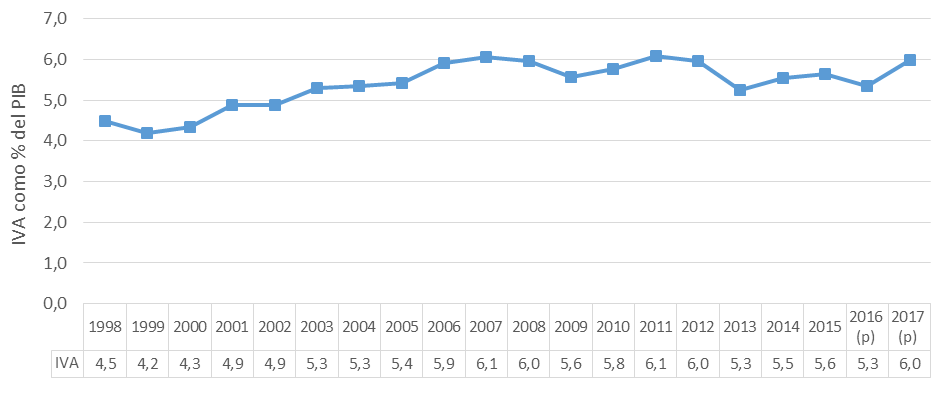 IVA como % del PIB
7,0
6,0
5,0
4,0
3,0
2,0
1,0
0,0
1998 1999 2000 2001 2002 2003 2004 2005 2006 2007 2008 2009 2010 2011 2012 2013 2014 2015 2016 (p) 2017 (p)
IVA 4,5 4,2 4,3 4,9 4,9 5,3 5,3 5,4 5,9 6,1 6,0 5,6 5,8 6,1 6,0 5,3 5,5 5,6 5,3 6,0